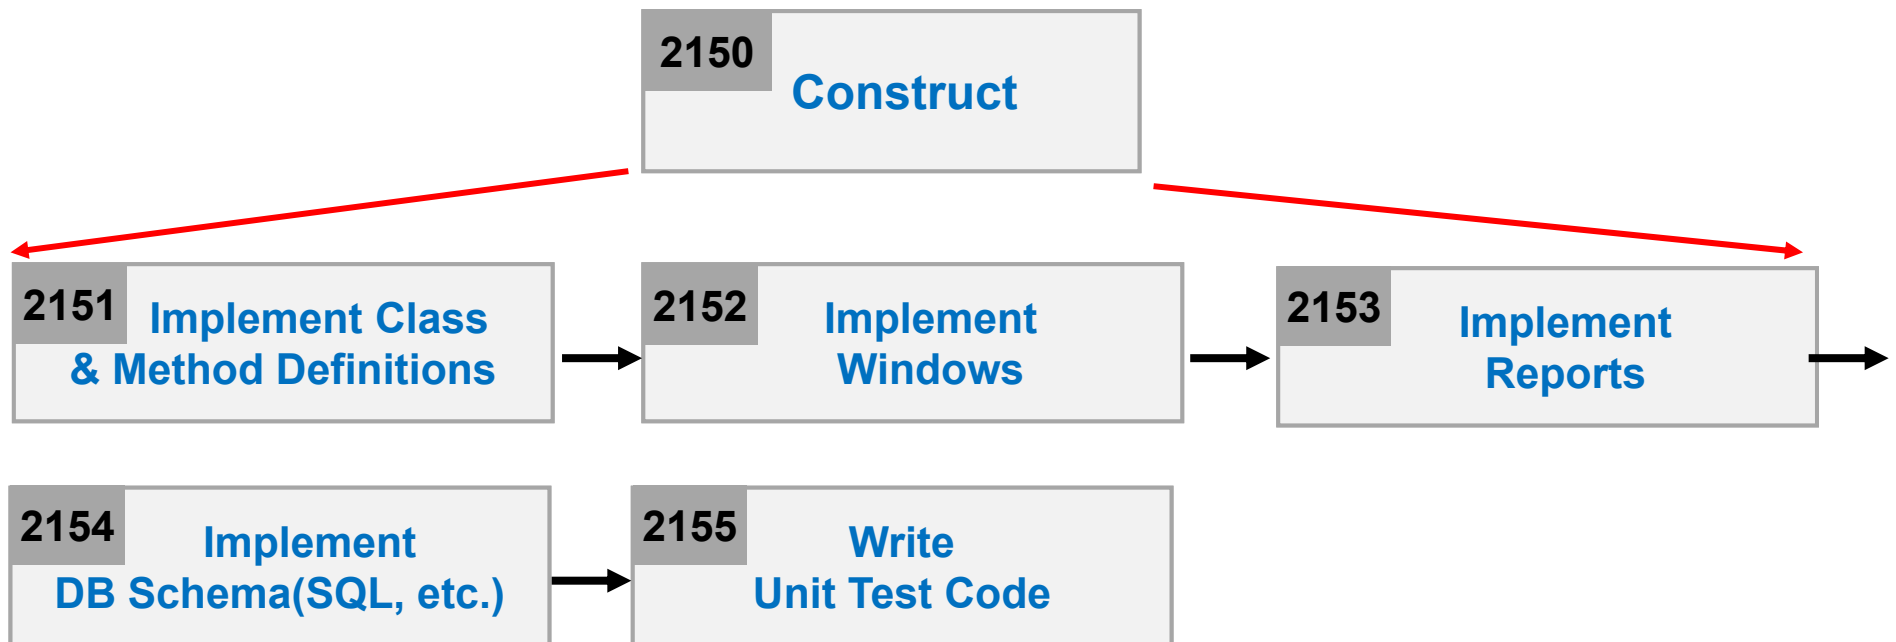 2150
Construct
2151
Implement Class
& Method Definitions
2152
Implement
Windows
2153
Implement
Reports
2154
Implement
DB Schema(SQL, etc.)
2155
Write
Unit Test Code